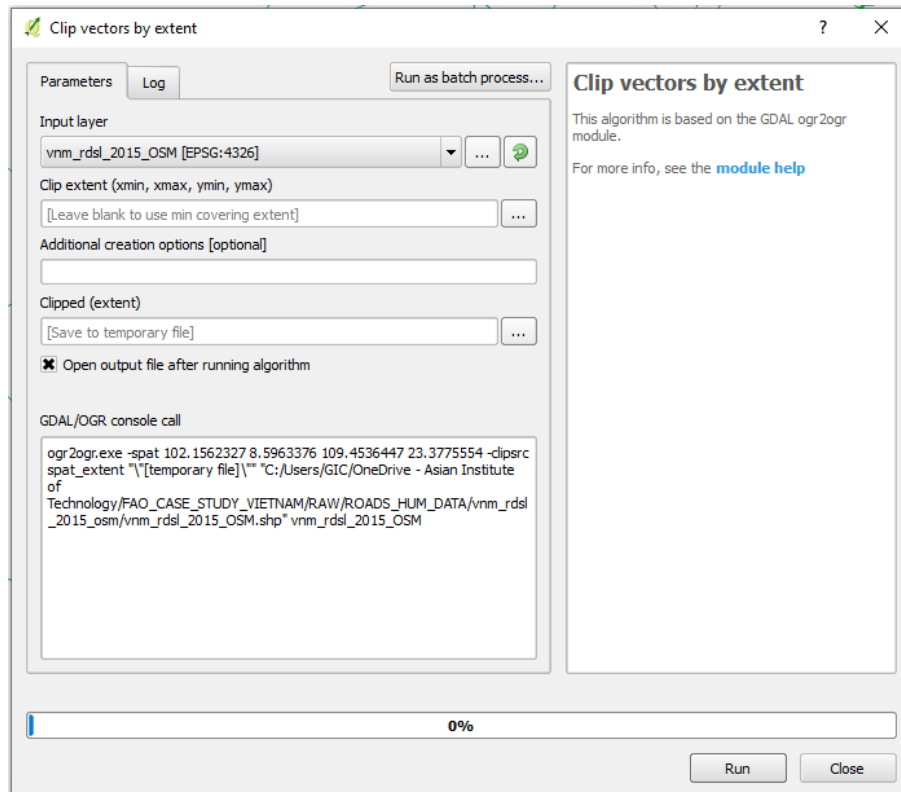 Clip vectors by extent
?
Parameters
Log
Run as batch process...
Input layer
vnm_rdsl_2015_OSM [EPSG:4326]
...
Clip extent (xmin, xmax, ymin, ymax)
[Leave blank to use min covering extent]
...
Additional creation options [optional]
Clipped (extent)
[Save to temporary file]
...
Open output file after running algorithm
GDAL/OGR console call
ogr2ogr.exe -spat 102.1562327 8.5963376 109.4536447 23.3775554 -clipsrc
spat_extent "\"[temporary file]\"" "C:/Users/GIC/OneDrive - Asian Institute
of
Technology/FAO_CASE_STUDY_VIETNAM/RAW/ROADS_HUM_DATA/vnm_rdsl
_2015_osm/vnm_rdsl_2015_OSM.shp" vnm_rdsl_2015_OSM
Clip vectors by extent
This algorithm is based on the GDAL ogr2ogr
module.
For more info, see the module help
0%
Run
Close